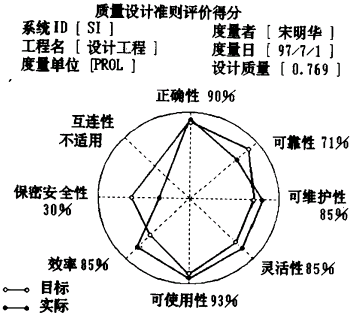 质量设计准则评价得分
系统ID [ SI ] 度量者 [ 宋明华 ]
工程名 [ 设计工程 ] 度量日 [ 97/7/1 ]
度量单位 [PROL ] 设计质量 [ 0.769 ]
正确性 90%
互连性
不适用
可靠性 71%
保密安全性
30%
可维护性
85%
效率 85%
灵活性 85%
可使用性 93%
目标
实际